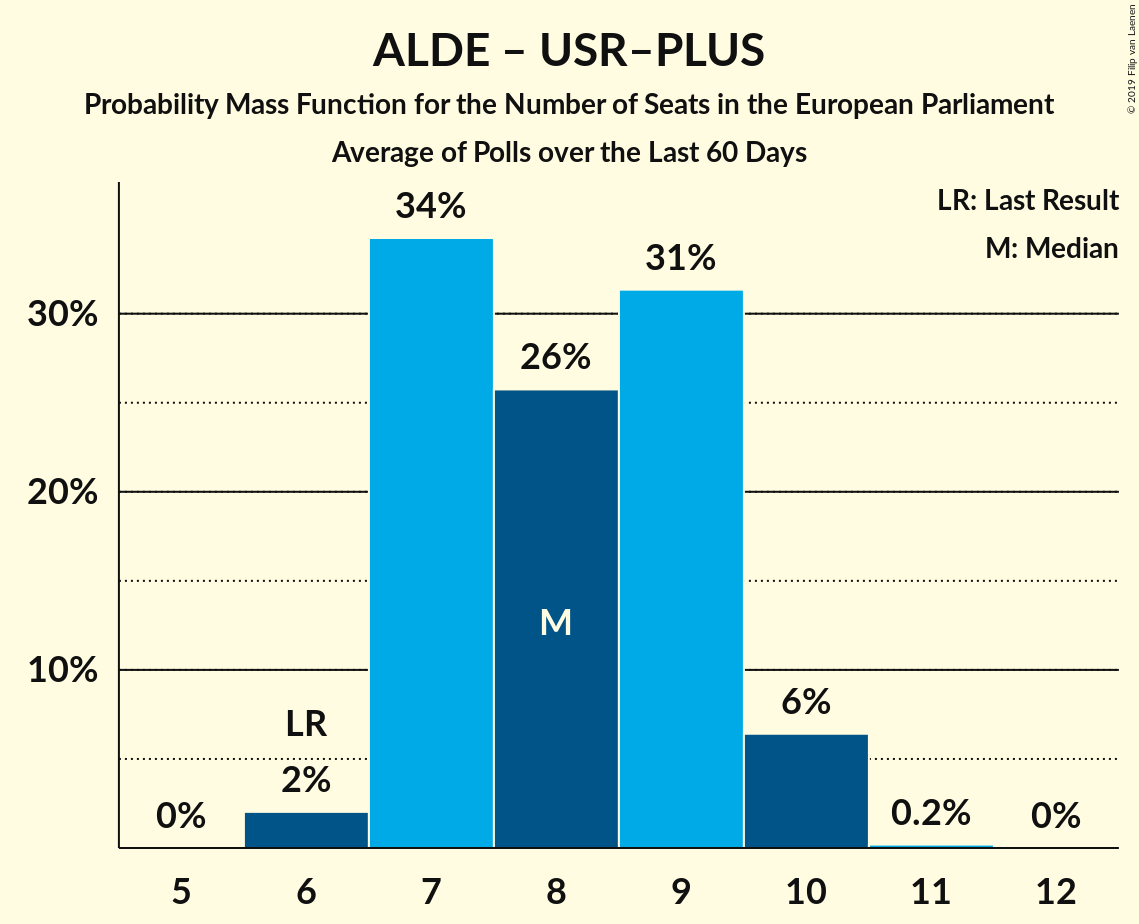 ALDE – USR–PLUS
Probability Mass Function for the Number of Seats in the European Parliament
Average of Polls over the Last 60 Days
© 2019 Filip van Laenen
LR: Last Result
M: Median
34%
31%
30%
26%
20%
M
10%
6%
LR
2%
0%
0.2%
0%
5 6 7 8 9 10 11 12